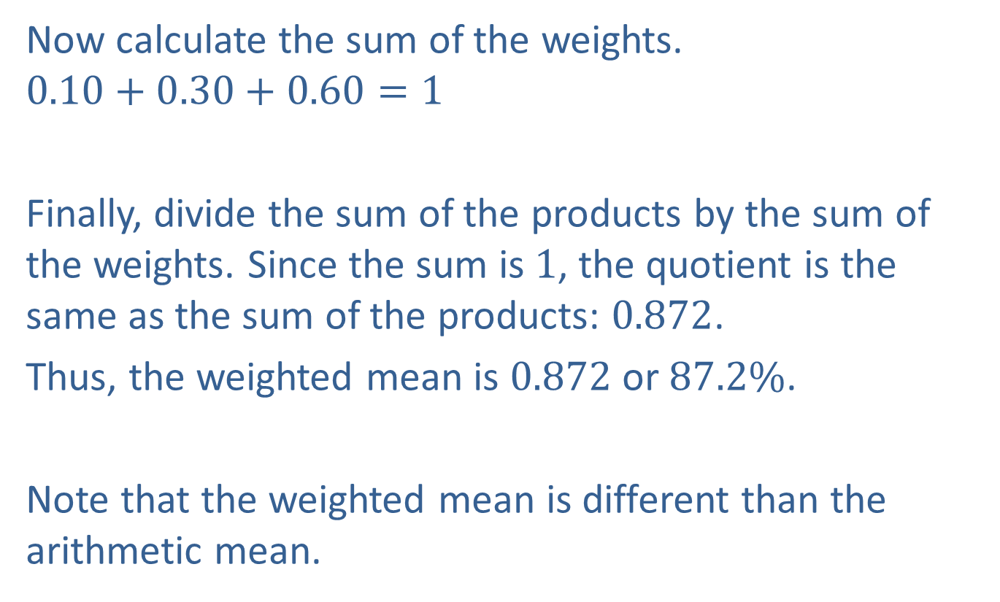 Now calculate the sum of the weights.
0.10 + 0.30 + 0.60 = 1
Finally, divide the sum of the products by the sum of
the weights. Since the sum is 1, the quotient is the
same as the sum of the products: 0.872.
Thus, the weighted mean is 0.872 or 87.2%.
Note that the weighted mean is different than the
arithmetic mean.